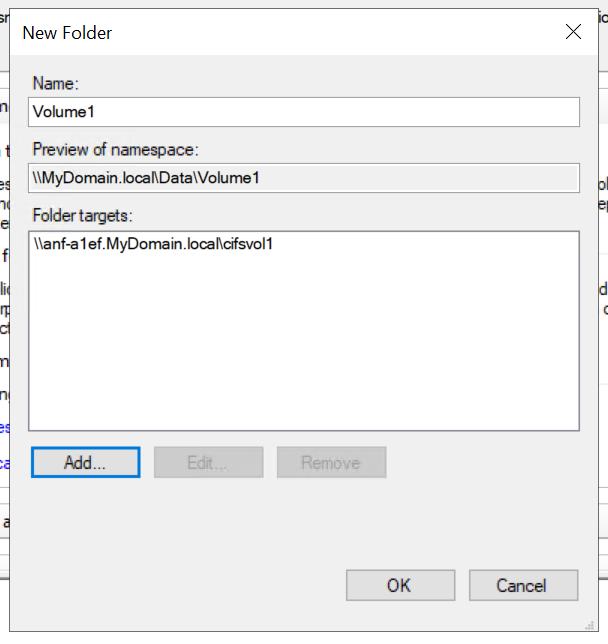 New Folder
Name:
Volume1
Preview of namespace:
\\MyDomain.local\Data\Volume1
Folder targets:
\\anf-a1ef.MyDomain.local\cifsvol1
Add...
Edit...
Remove
OK
Cancel